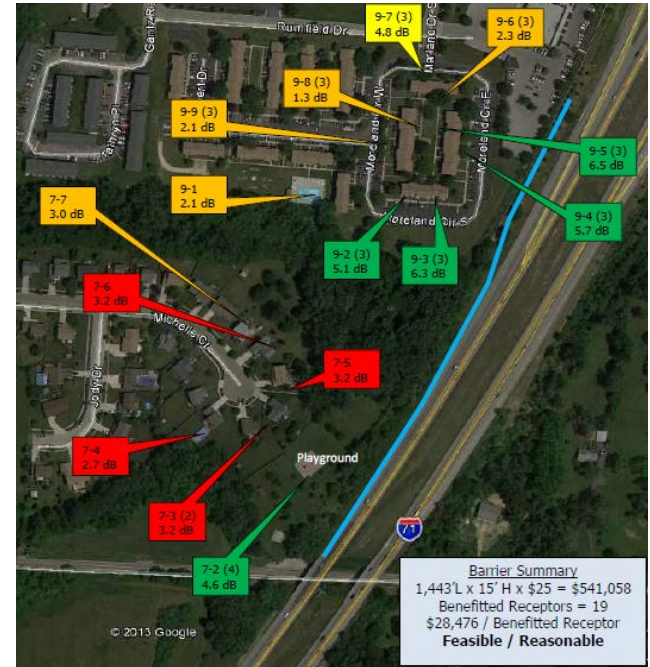 9-7 (3)
4.8 dB
9-6 (3)
2.3 dB
Rumfield Dr
Gantz Rd
9-8 (3)
1.3 dB
9-9 (3)
2.1 dB
Moreland Cir W
Moreland Cir E
9-5 (3)
6.5 dB
9-1
2.1 dB
9-4 (3)
5.7 dB
Moreland Cir S
7-7
3.0 dB
9-2 (3)
5.1 dB
9-3 (3)
6.3 dB
7-6
3.2 dB
Michelle Ct
Jody Dr
7-5
3.2 dB
7-4
2.7 dB
Playground
7-3 (2)
3.2 dB
71
7-2 (4)
4.6 dB
Barrier Summary
1,443'L x 15' H x $25 = $541,058
Benefitted Receptors = 19
$28,476 / Benefitted Receptor
Feasible / Reasonable
© 2013 Google